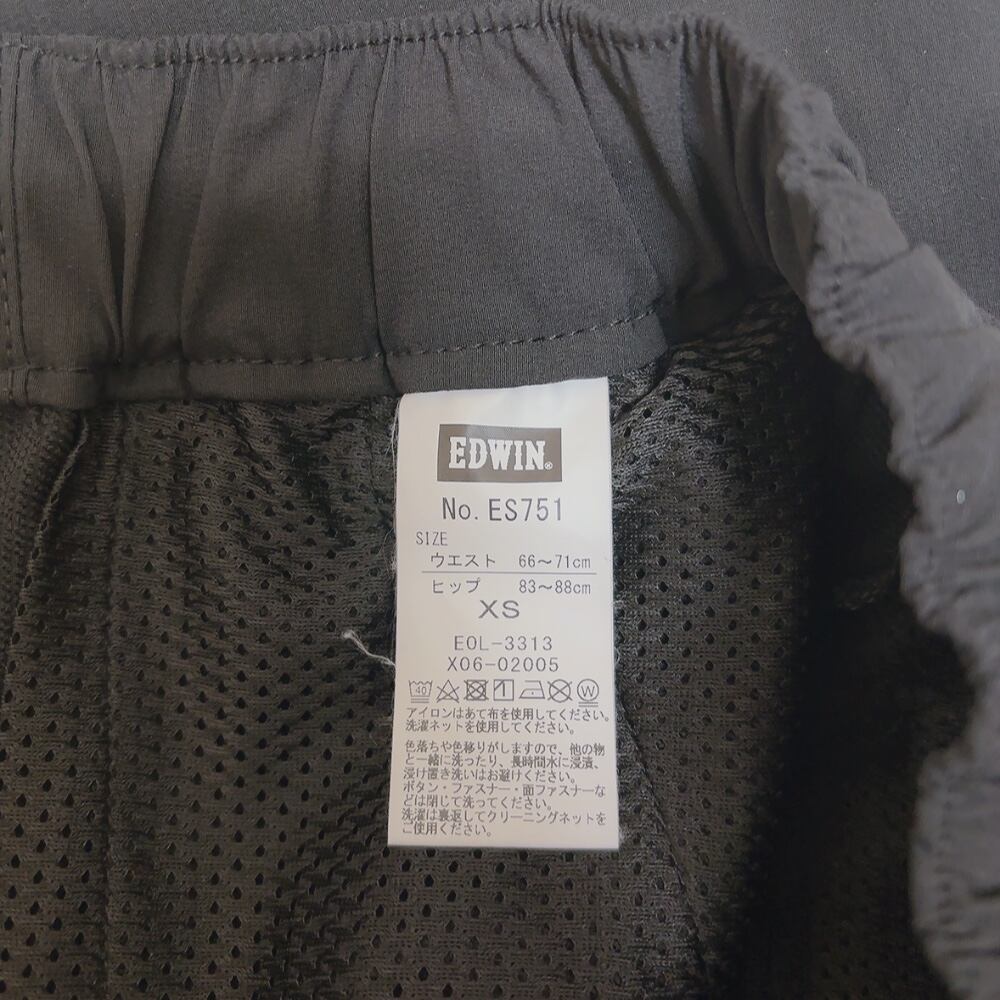 EDWIN®
No. ES751
SIZE
ウエスト 66〜71cm
ヒップ 83〜88cm
XS
EOL-3313
X06-02005
40 W
アイロンはあて布を使用してください。
洗濯ネットを使用してください。
色落ちや色移りがしますので、他の物
と一緒に洗ったり、長時間水に浸漬、
浸け置き洗いはお避けください。
ボタン・ファスナー・面ファスナーな
どは閉じて洗ってください。
洗濯は裏返してクリーニングネットを
ご使用ください。